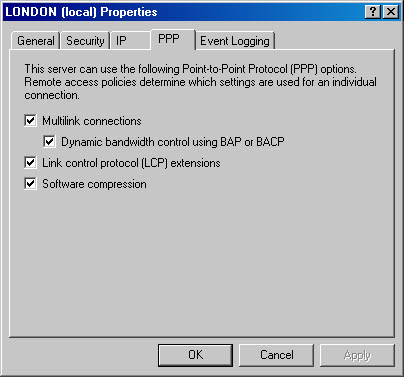 LONDON (local) Properties
General Security IP PPP Event Logging
This server can use the following Point-to-Point Protocol (PPP) options.
Remote access policies determine which settings are used for an individual
connection.
Multilink connections
Dynamic bandwidth control using BAP or BACP
Link control protocol (LCP) extensions
Software compression
OK Cancel Apply